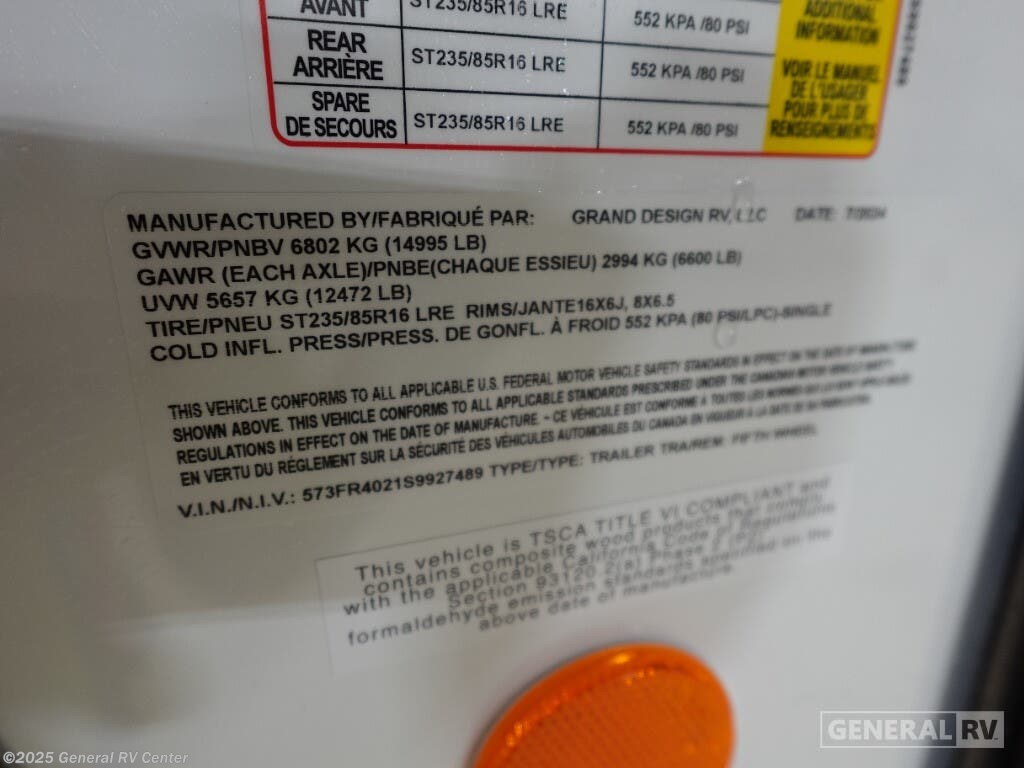 AVANT ST235/85R16 LRE 552 KPA /80 PSI
ADDITIONAL
INFORMATION
REAR
ARRIÈRE ST235/85R16 LRE 552 KPA /80 PSI
VOIR LE MANUEL
DE L'USAGER
POUR PLUS DE
RENSEIGNEMENTS
SPARE
DE SECOURS ST235/85R16 LRE 552 KPA /80 PSI
MANUFACTURED BY/FABRIQUÉ PAR: GRAND DESIGN RV, LLC DATE:
GVWR/PNBV 6802 KG (14995 LB)
GAWR (EACH AXLE)/PNBE(CHAQUE ESSIEU) 2994 KG (6600 LB)
UVW 5657 KG (12472 LB)
TIRE/PNEU ST235/85R16 LRE RIMS/JANTE16X6J, 8X6.5
COLD INFL. PRESS/PRESS. DE GONFL. À FROID 552 KPA (80 PSI/LPC)-SINGLE
THIS VEHICLE CONFORMS TO ALL APPLICABLE U.S. FEDERAL MOTOR VEHICLE SAFETY STANDARDS IN EFFECT ON THE DATE OF MANUFACTURE
SHOWN ABOVE. THIS VEHICLE CONFORMS TO ALL APPLICABLE STANDARDS PRESCRIBED UNDER THE CANADIAN MOTOR VEHICLE SAFETY
REGULATIONS IN EFFECT ON THE DATE OF MANUFACTURE. - CE VÉHICULE EST CONFORME À TOUTES LES NORMES QUI LUI SONT APPLICABLES
EN VERTU DU RÉGLEMENT SUR LA SÉCURITÉ DES VÉHICULES AUTOMOBILES DU CANADA EN VIGUEUR À LA DATE DE SA FABRICATION.
V.I.N./N.I.V.: 573FR4021S9927489 TYPE/TYPE: TRAILER TRA/REM: FIFTH WHEEL
This vehicle is TSCA TITLE VI COMPLIANT and
contains composite wood products that comply
with the applicable California Code Regulations
Section 93120.2(a) Phase 2 (P2)
formaldehyde emission standards specified on the
above date of manufacture.
GENERAL RV
©2025 General RV Center